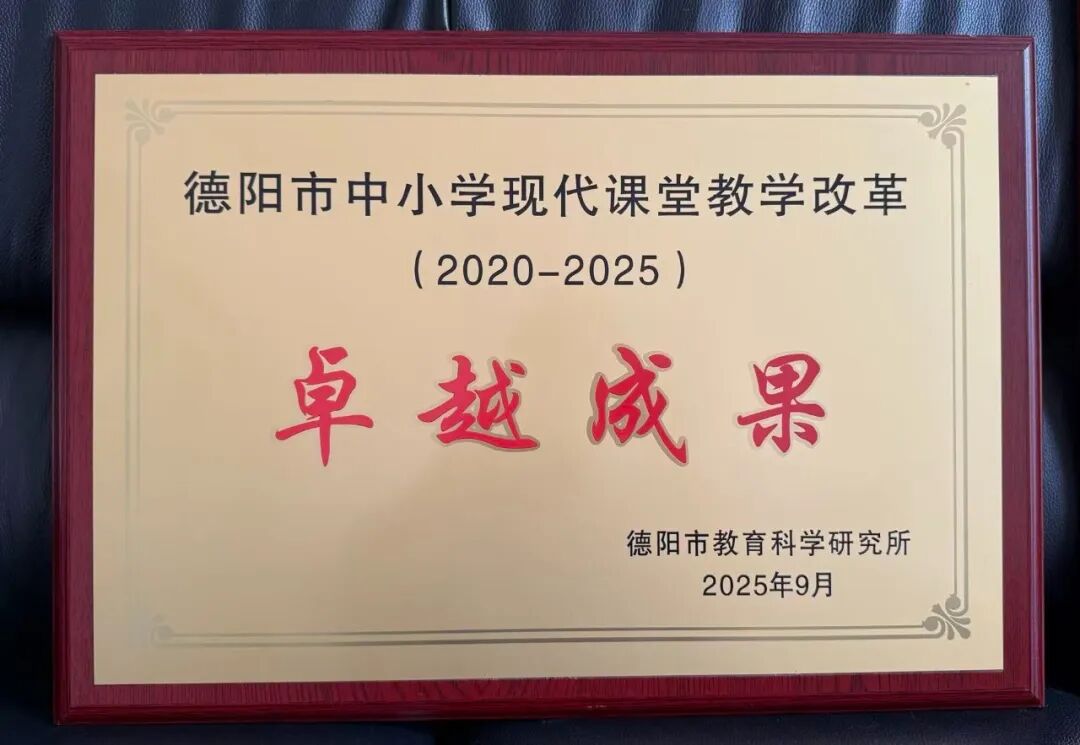 德阳市中小学现代课堂教学改革
（2020-2025）
卓越成果
德阳市教育科学研究所
2025年9月